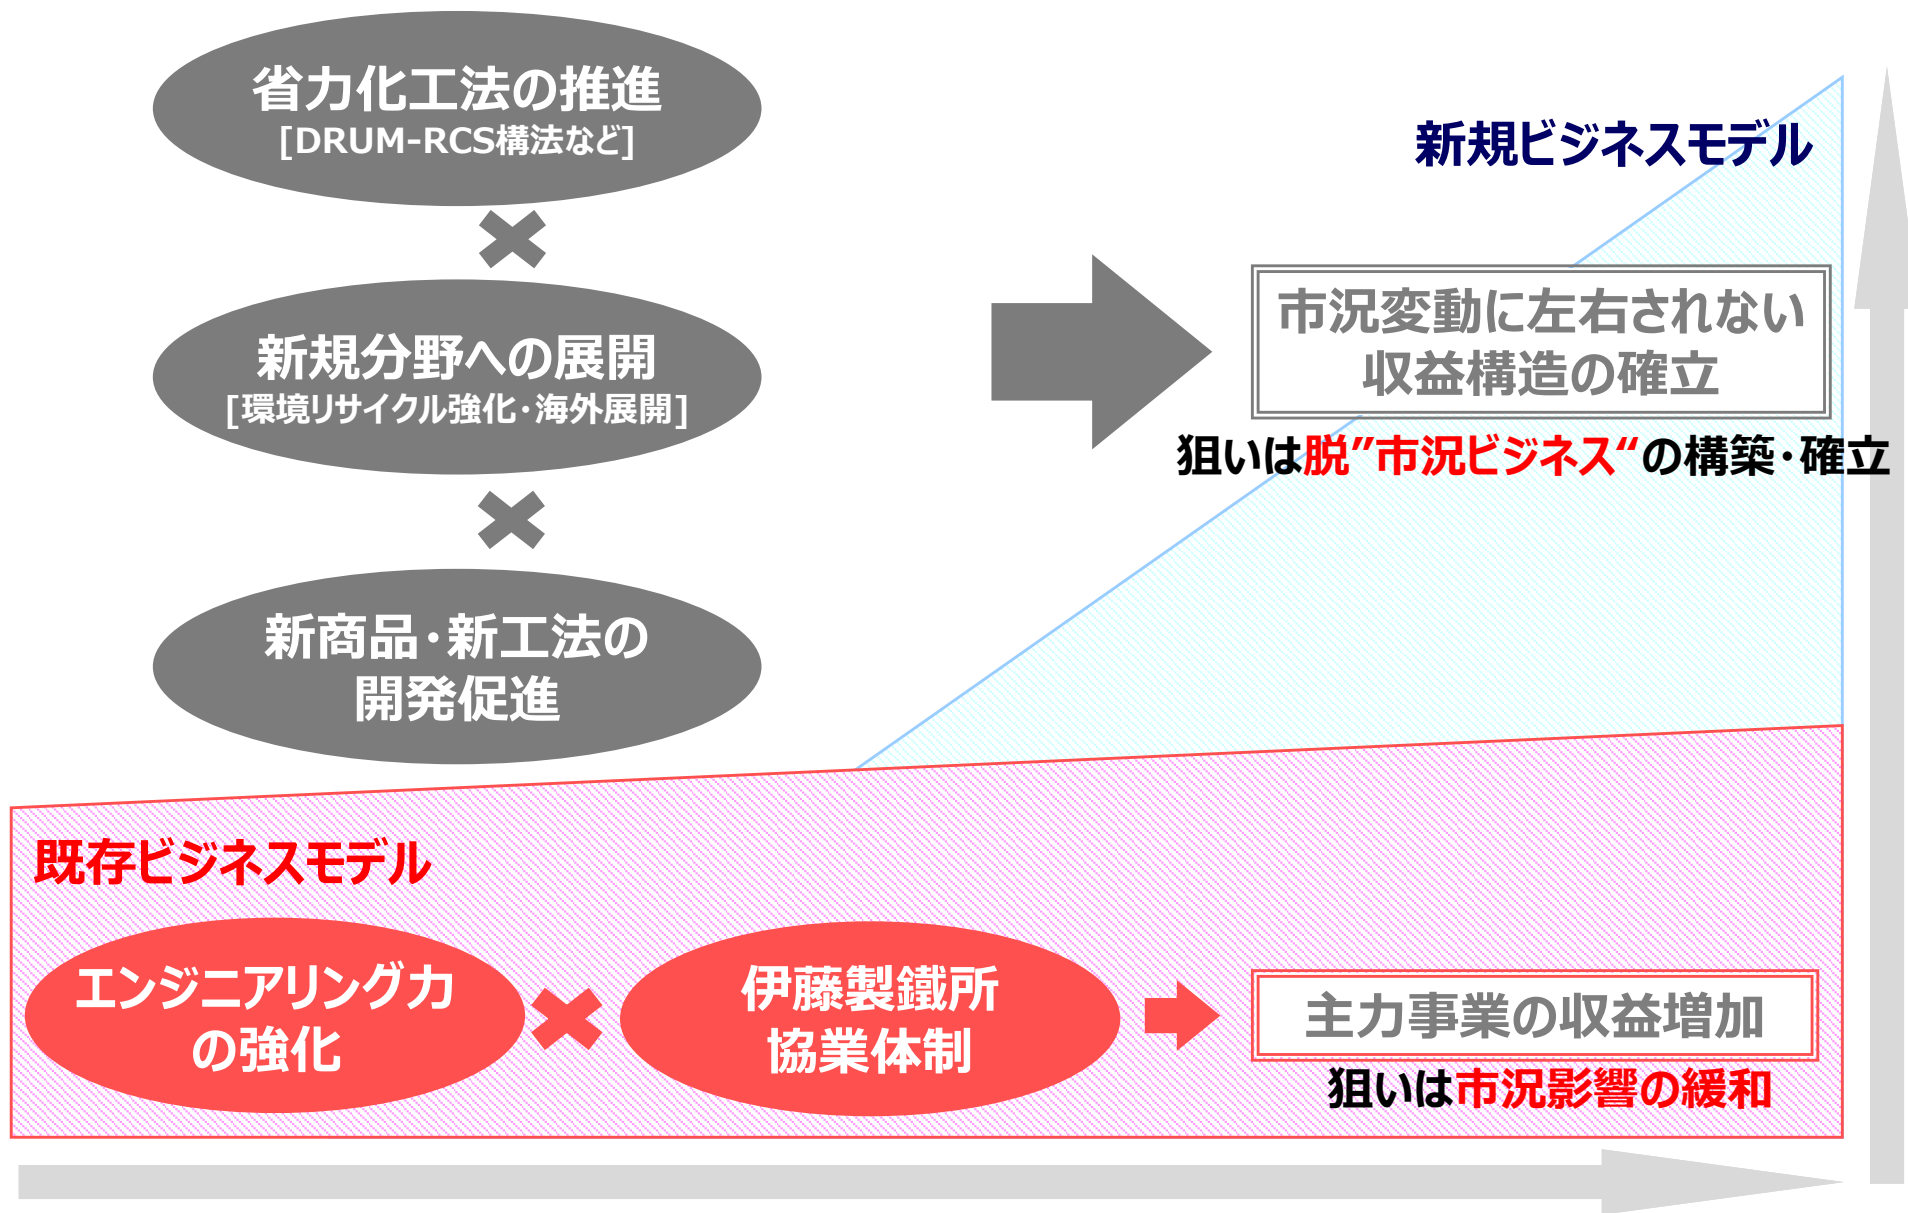 省力化工法の推進
[DRUM-RCS構法など]
新規分野への展開
[環境リサイクル強化・海外展開]
新商品・新工法の
開発促進
新規ビジネスモデル
市況変動に左右されない
収益構造の確立
狙いは脱”市況ビジネス“の構築・確立
既存ビジネスモデル
エンジニアリング力
の強化
伊藤製鐵所
協業体制
主力事業の収益増加
狙いは市況影響の緩和